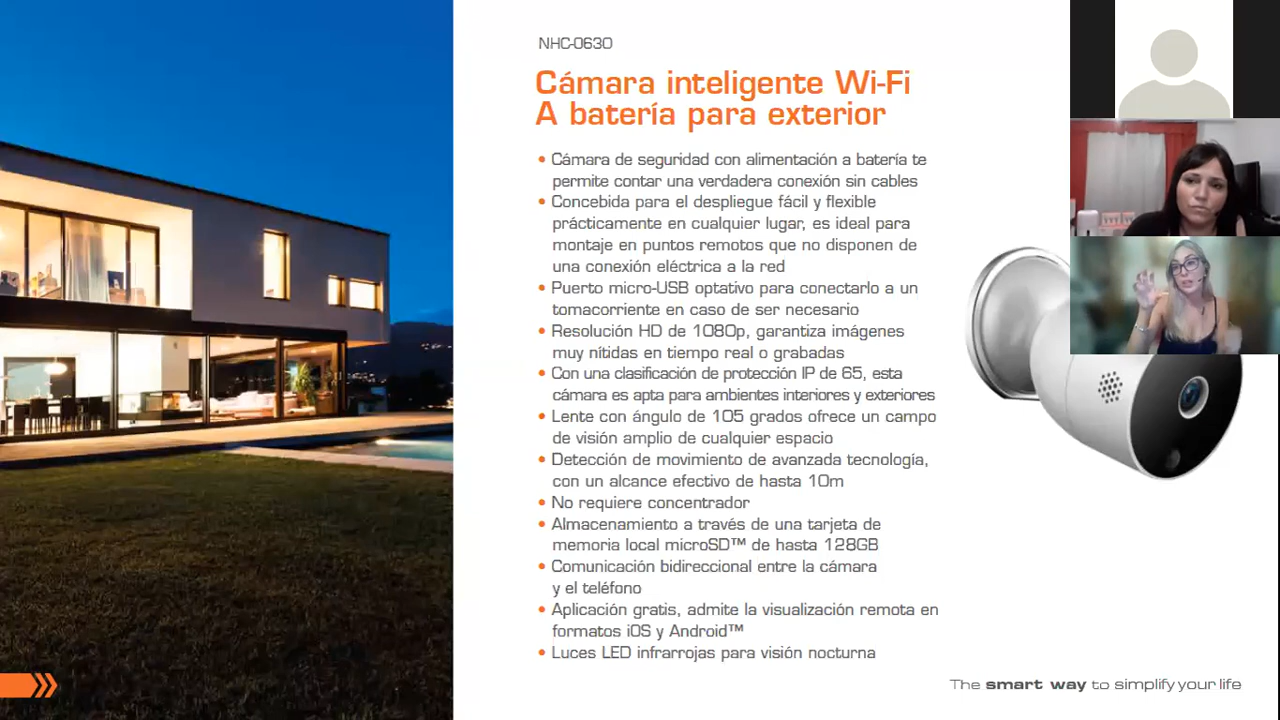 NHC-0630
Cámara inteligente Wi-Fi
A batería para exterior
• Cámara de seguridad con alimentación a batería te
permite contar una verdadera conexión sin cables
• Concebida para el despliegue fácil y flexible
prácticamente en cualquier lugar, es ideal para
montaje en puntos remotos que no disponen de
una conexión eléctrica a la red
• Puerto micro-USB optativo para conectarlo a un
tomacorriente en caso de ser necesario
• Resolución HD de 1080p, garantiza imágenes
muy nítidas en tiempo real o grabadas
• Con una clasificación de protección IP de 65, esta
cámara es apta para ambientes interiores y exteriores
• Lente con ángulo de 105 grados ofrece un campo
de visión amplio de cualquier espacio
• Detección de movimiento de avanzada tecnología,
con un alcance efectivo de hasta 10m
• No requiere concentrador
• Almacenamiento a través de una tarjeta de
memoria local microSD™ de hasta 128GB
• Comunicación bidireccional entre la cámara
y el teléfono
• Aplicación gratis, admite la visualización remota en
formatos iOS y Android™
• Luces LED infrarrojas para visión nocturna
The smart way to simplify your life